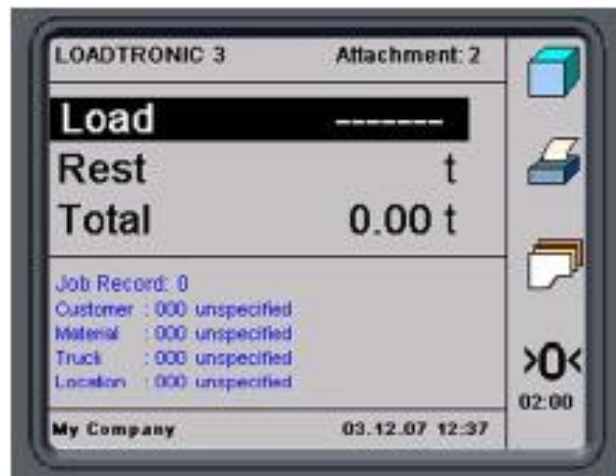 LOADTRONIC 3 Attachment: 2
Load -------
Rest t
Total 0.00 t
Job Record: 0
Customer : 000 unspecified
Material : 000 unspecified
Truck : 000 unspecified
Location : 000 unspecified
>0<
02:00
My Company 03.12.07 12:37